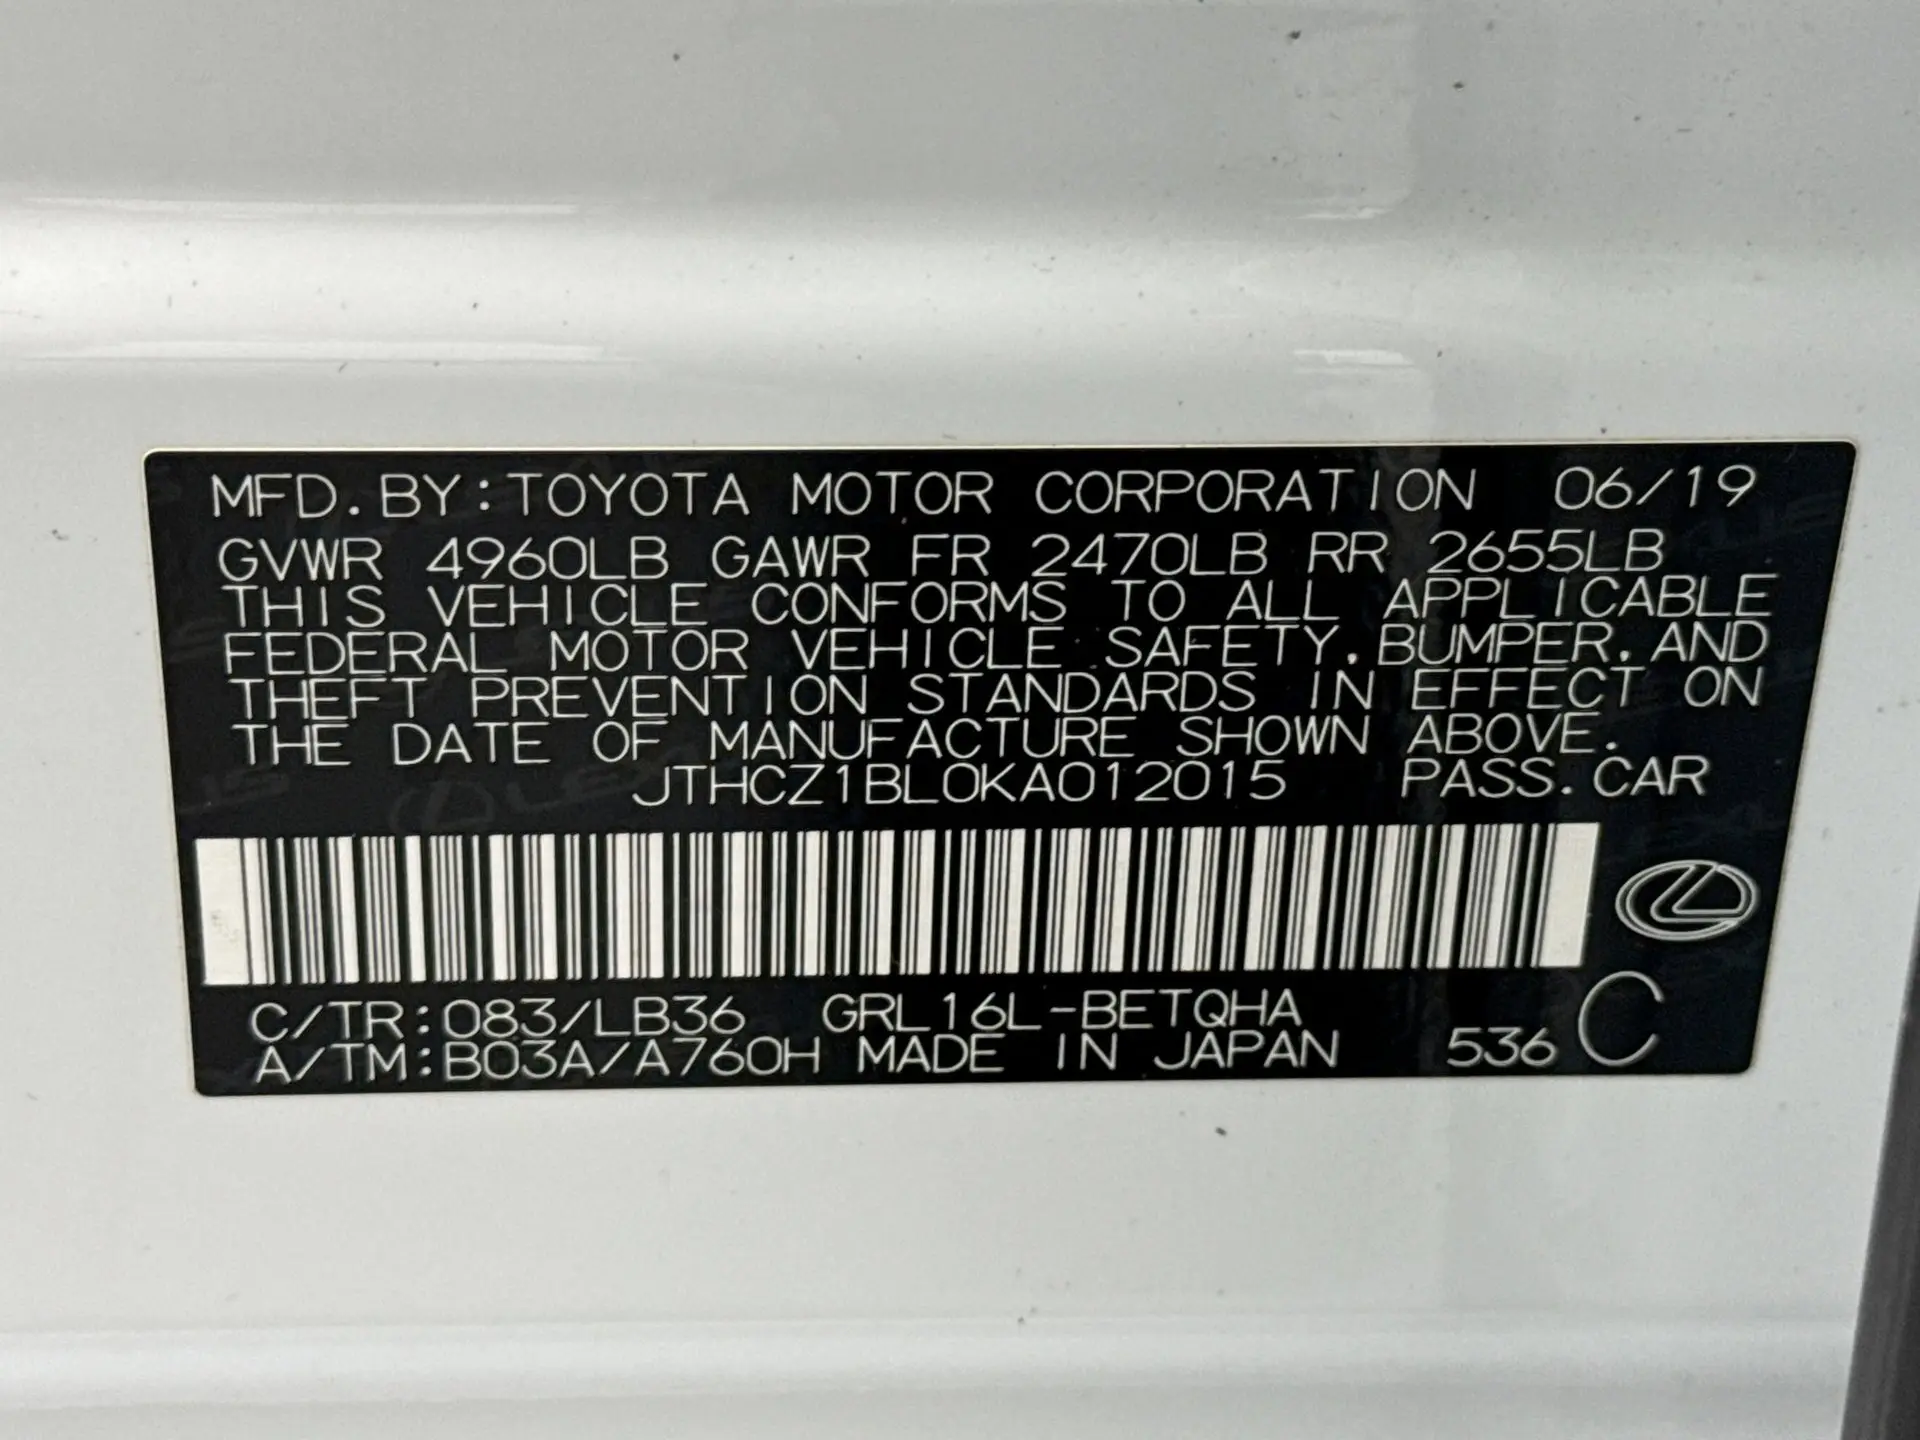 MFD. BY:TOYOTA MOTOR CORPORATION 06/19
GVWR 4960LB GAWR FR 2470LB RR 2655LB
THIS VEHICLE CONFORMS TO ALL APPLICABLE
FEDERAL MOTOR VEHICLE SAFETY, BUMPER, AND
THEFT PREVENTION STANDARDS IN EFFECT ON
THE DATE OF MANUFACTURE SHOWN ABOVE.
JTHCZ1BL0KA012015 PASS. CAR
C/TR:083/LB36 GRL16L-BETQHA
A/TM:B03A/A760H MADE IN JAPAN 536 C